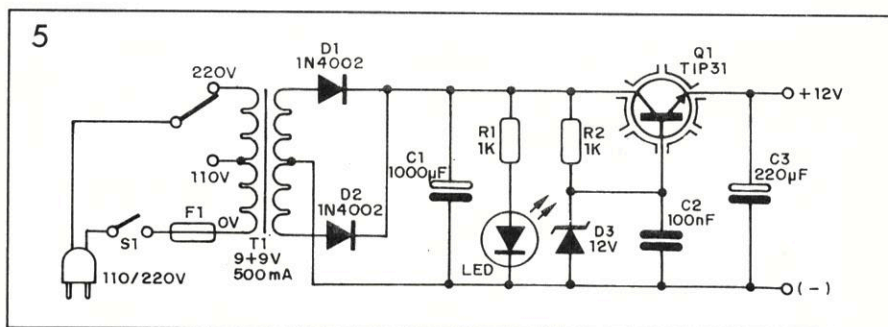 5
220V
110V
S1
F1
0V
110/220V
T1
9+9V
500mA
D1
1N4002
D2
1N4002
C1
1000µF
R1
1K
LED
R2
1K
D3
12V
Q1
TIP31
C2
100nF
C3
220µF
+12V
(-)